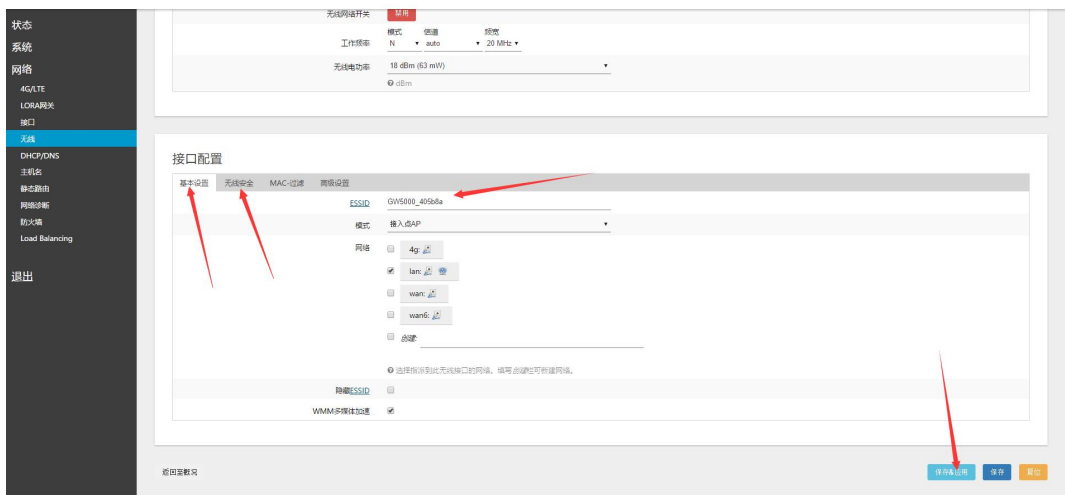 状态
系统
网络
4G/LTE
LORA网关
接口
无线
DHCP/DNS
主机名
静态路由
网络诊断
防火墙
Load Balancing
退出
无线网络开关 禁用
模式 信道 频宽
工作频率 N auto 20 MHz
无线电功率 18 dBm (63 mW)
dBm
接口配置
基本设置 无线安全 MAC-过滤 高级设置
ESSID GW5000_405b8a
模式 接入点AP
网络 4g:
lan:
wan:
wan6:
创建:
选择指派到此无线接口的网络。填写创建栏可新建网络。
隐藏ESSID
WMM多媒体加速
返回至概况 保存&应用 保存 复位